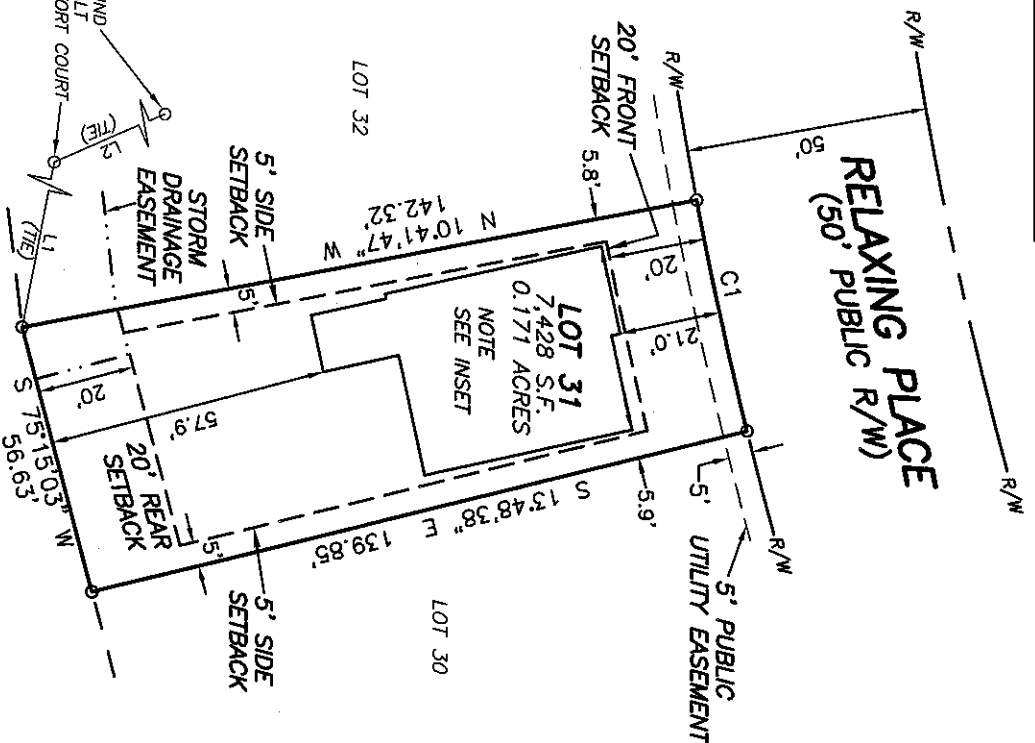 R/W
R/W
RELAXING PLACE
(50' PUBLIC R/W)
50'
R/W
R/W
20' FRONT
SETBACK
5.8'
C1
20'
21.0'
5' PUBLIC
UTILITY EASEMENT
5'
5.9'
LOT 32
LOT 31
7,428 S.F.
0.171 ACRES
NOTE
SEE INSET
LOT 30
N 10°41'47" W
142.32'
S 13°48'38" E
139.85'
5' SIDE
SETBACK
5'
STORM
DRAINAGE
EASEMENT
57.9'
20'
20' REAR
SETBACK
5'
5' SIDE
SETBACK
S 75°15'03" W
56.63'
L1
(TIE)
L2
(TIE)
ORT COURT
UND
LT